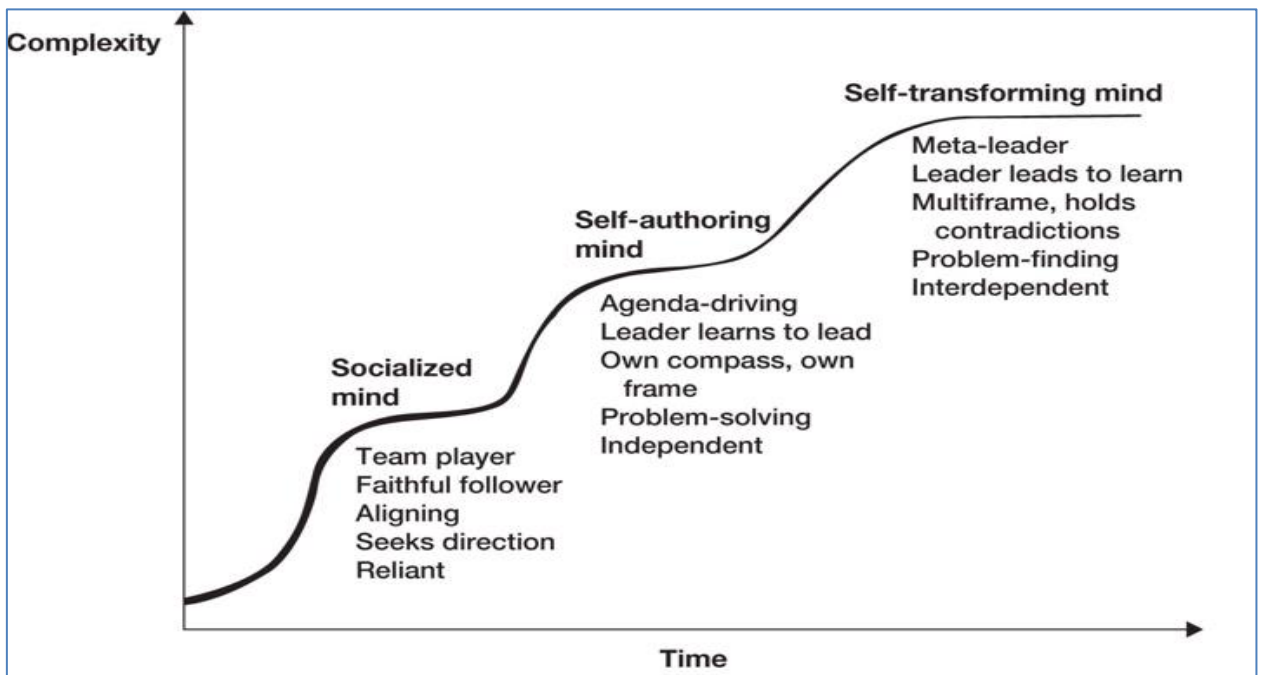 Complexity
Self-transforming mind
Meta-leader
Leader leads to learn
Multiframe, holds
contradictions
Problem-finding
Interdependent
Self-authoring
mind
Agenda-driving
Leader learns to lead
Own compass, own
frame
Problem-solving
Independent
Socialized
mind
Team player
Faithful follower
Aligning
Seeks direction
Reliant
Time